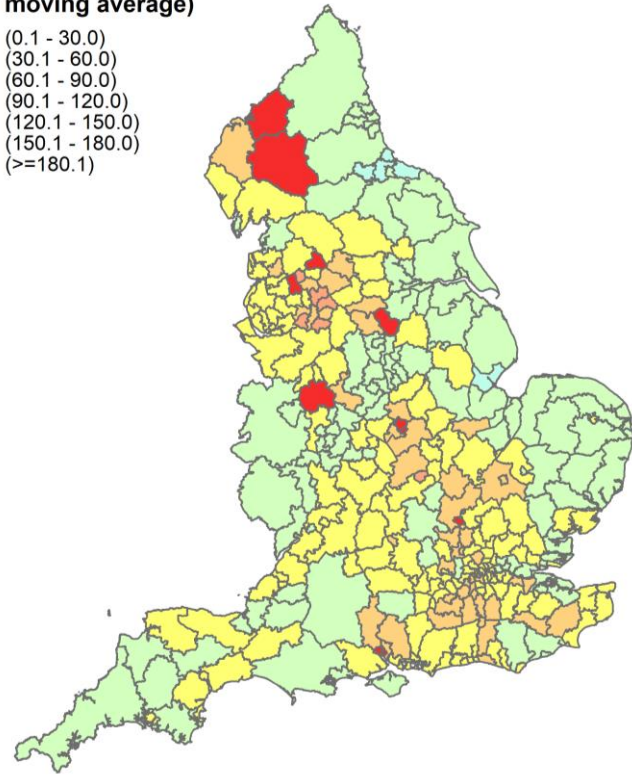 moving average)
(0.1 - 30.0)
(30.1 - 60.0)
(60.1 - 90.0)
(90.1 - 120.0)
(120.1 - 150.0)
(150.1 - 180.0)
(>=180.1)